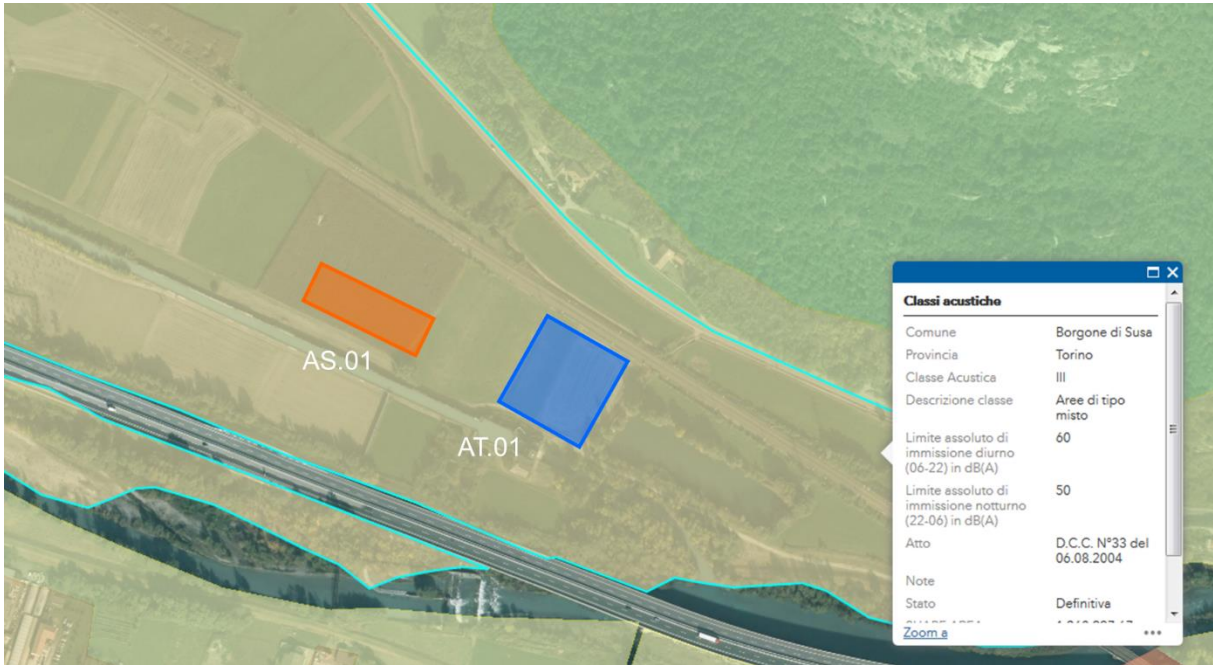 AS.01
AT.01
Classi acustiche
Comune Borgone di Susa
Provincia Torino
Classe Acustica III
Descrizione classe Aree di tipo
misto
Limite assoluto di 60
immissione diurno
(06-22) in dB(A)
Limite assoluto di 50
immissione notturno
(22-06) in dB(A)
Atto D.C.C. N°33 del
06.08.2004
Note
Stato Definitiva
Zoom a